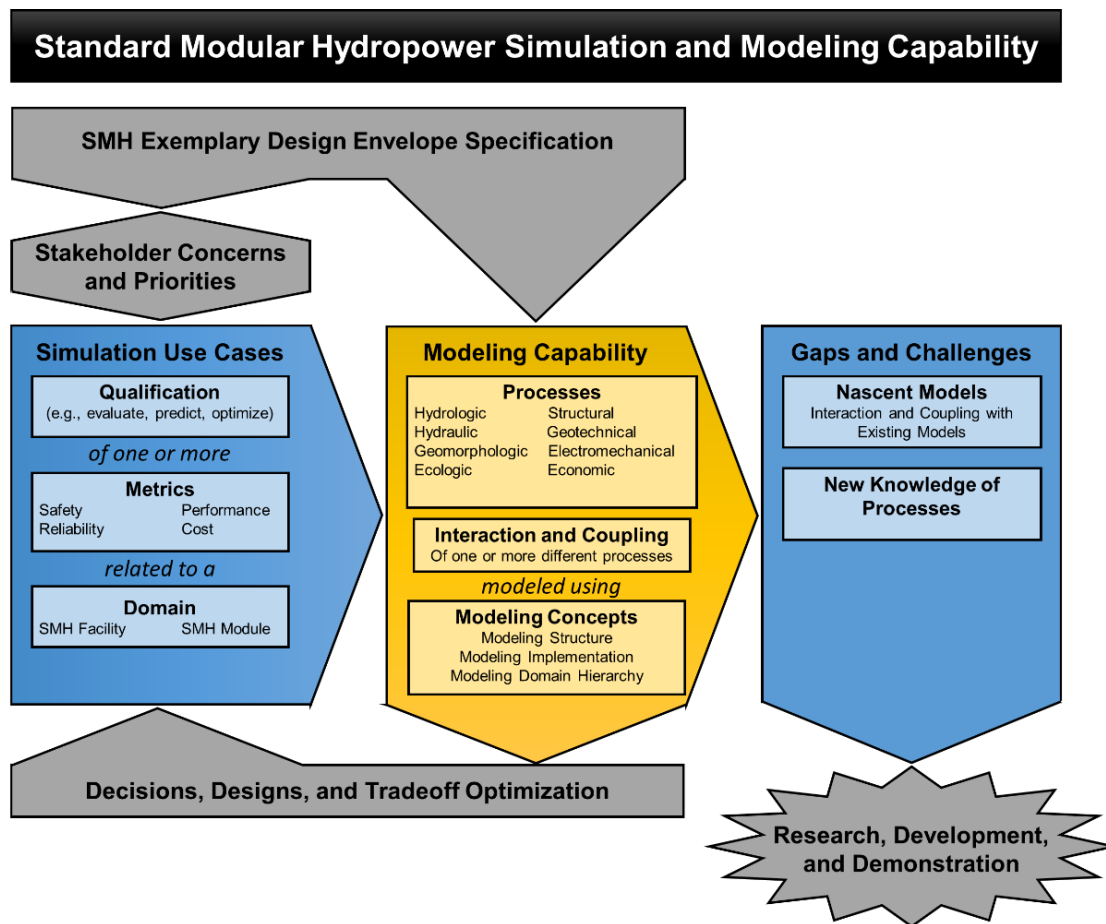 Standard Modular Hydropower Simulation and Modeling Capability
SMH Exemplary Design Envelope Specification
Stakeholder Concerns
and Priorities
Simulation Use Cases
Qualification
(e.g., evaluate, predict, optimize)
of one or more
Metrics
Safety Performance
Reliability Cost
related to a
Domain
SMH Facility SMH Module
Modeling Capability
Processes
Hydrologic Structural
Hydraulic Geotechnical
Geomorphologic Electromechanical
Ecologic Economic
Interaction and Coupling
Of one or more different processes
modeled using
Modeling Concepts
Modeling Structure
Modeling Implementation
Modeling Domain Hierarchy
Gaps and Challenges
Nascent Models
Interaction and Coupling with
Existing Models
New Knowledge of
Processes
Decisions, Designs, and Tradeoff Optimization
Research, Development,
and Demonstration